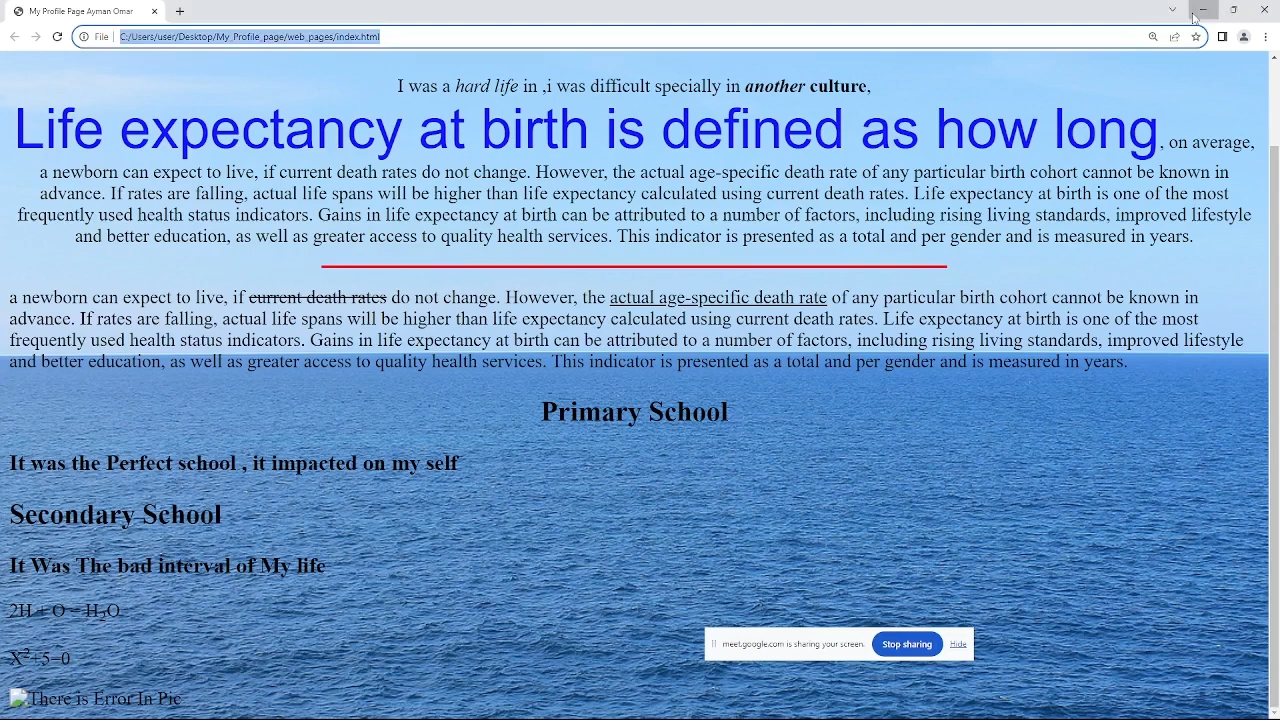 My Profile Page Ayman Omar
File C:/Users/user/Desktop/My_Profile_page/web_pages/index.html
I was a hard life in ,i was difficult specially in another culture,
Life expectancy at birth is defined as how long, on average,
a newborn can expect to live, if current death rates do not change. However, the actual age-specific death rate of any particular birth cohort cannot be known in
advance. If rates are falling, actual life spans will be higher than life expectancy calculated using current death rates. Life expectancy at birth is one of the most
frequently used health status indicators. Gains in life expectancy at birth can be attributed to a number of factors, including rising living standards, improved lifestyle
and better education, as well as greater access to quality health services. This indicator is presented as a total and per gender and is measured in years.
a newborn can expect to live, if current death rates do not change. However, the actual age-specific death rate of any particular birth cohort cannot be known in
advance. If rates are falling, actual life spans will be higher than life expectancy calculated using current death rates. Life expectancy at birth is one of the most
frequently used health status indicators. Gains in life expectancy at birth can be attributed to a number of factors, including rising living standards, improved lifestyle
and better education, as well as greater access to quality health services. This indicator is presented as a total and per gender and is measured in years.
Primary School
It was the Perfect school , it impacted on my self
Secondary School
It Was The bad interval of My life
2H + O = H₂O
X²+5=0
There is Error In Pic
meet.google.com is sharing your screen. Stop sharing Hide